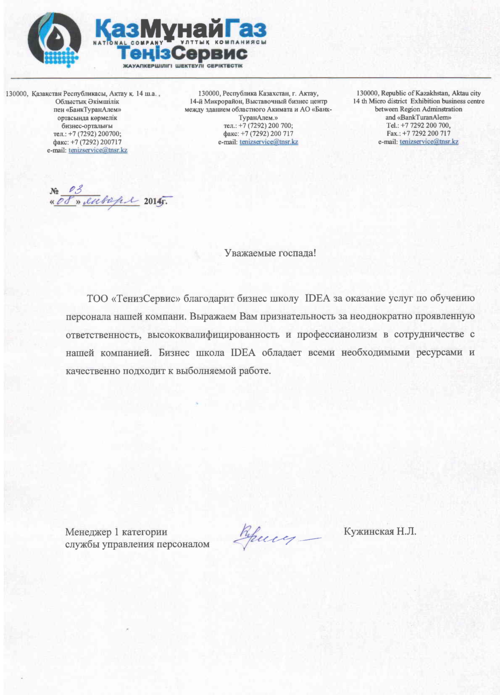 ҚазМұнайГаз
NATIONAL COMPANY ҰЛТТЫҚ КОМПАНИЯСЫ
ТеңізСервис
ЖАУАПКЕРШІЛІГІ ШЕКТЕУЛІ СЕРІКТЕСТІК
130000, Қазақстан Республикасы, Ақтау қ. 14 ш.а. ,
Облыстық Әкімшілік
пен «БанкТуранАлем»
ортасында көрмелік
бизнес-орталығы
тел.: +7 (7292) 200700;
факс: +7 (7292) 200717
e-mail: tenizservice@tnsr.kz
130000, Республика Казахстан, г. Актау,
14-й Микрорайон, Выставочный бизнес центр
между зданием областного Акимата и АО «Банк-
ТуранАлем.»
тел.: +7 (7292) 200 700;
факс: +7 (7292) 200 717
e-mail: tenizservice@tnsr.kz
130000, Republic of Kazakhstan, Aktau city
14 th Micro district Exhibition business centre
between Region Adminstration
and «BankTuranAlem»
Tel.: +7 7292 200 700,
Fax.: +7 7292 200 717
e-mail: tenizservice@tnsr.kz
№ 03
« 08 » января 2015г.
Уважаемые госпада!
ТОО «ТенизСервис» благодарит бизнес школу IDEA за оказание услуг по обучению
персонала нашей компани. Выражаем Вам признательность за неоднократно проявленную
ответственность, высококвалифицированность и профессианолизм в сотрудничестве с
нашей компанией. Бизнес школа IDEA обладает всеми необходимыми ресурсами и
качественно подходит к выболняемой работе.
Менеджер 1 категории
службы управления персоналом
Кужинская Н.Л.